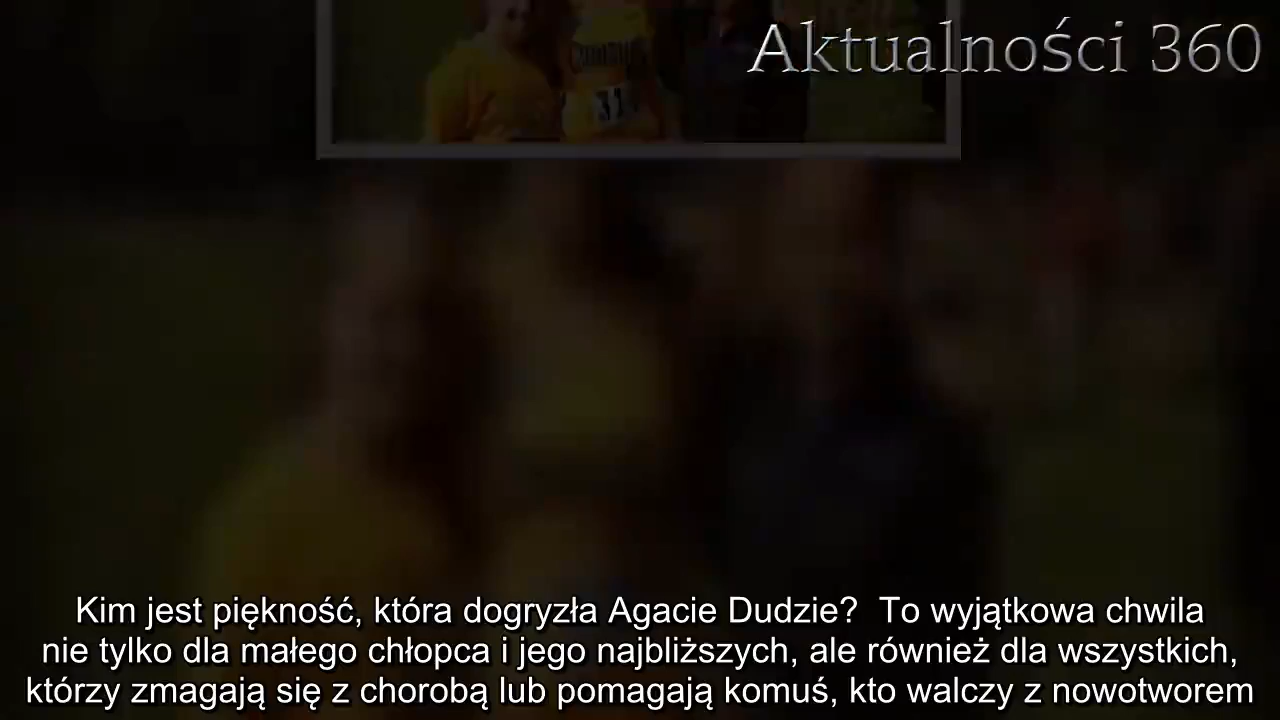 Aktualności 360
31
Kim jest piękność, która dogryzła Agacie Dudzie?  To wyjątkowa chwila
nie tylko dla małego chłopca i jego najbliższych, ale również dla wszystkich,
którzy zmagają się z chorobą lub pomagają komuś, kto walczy z nowotworem